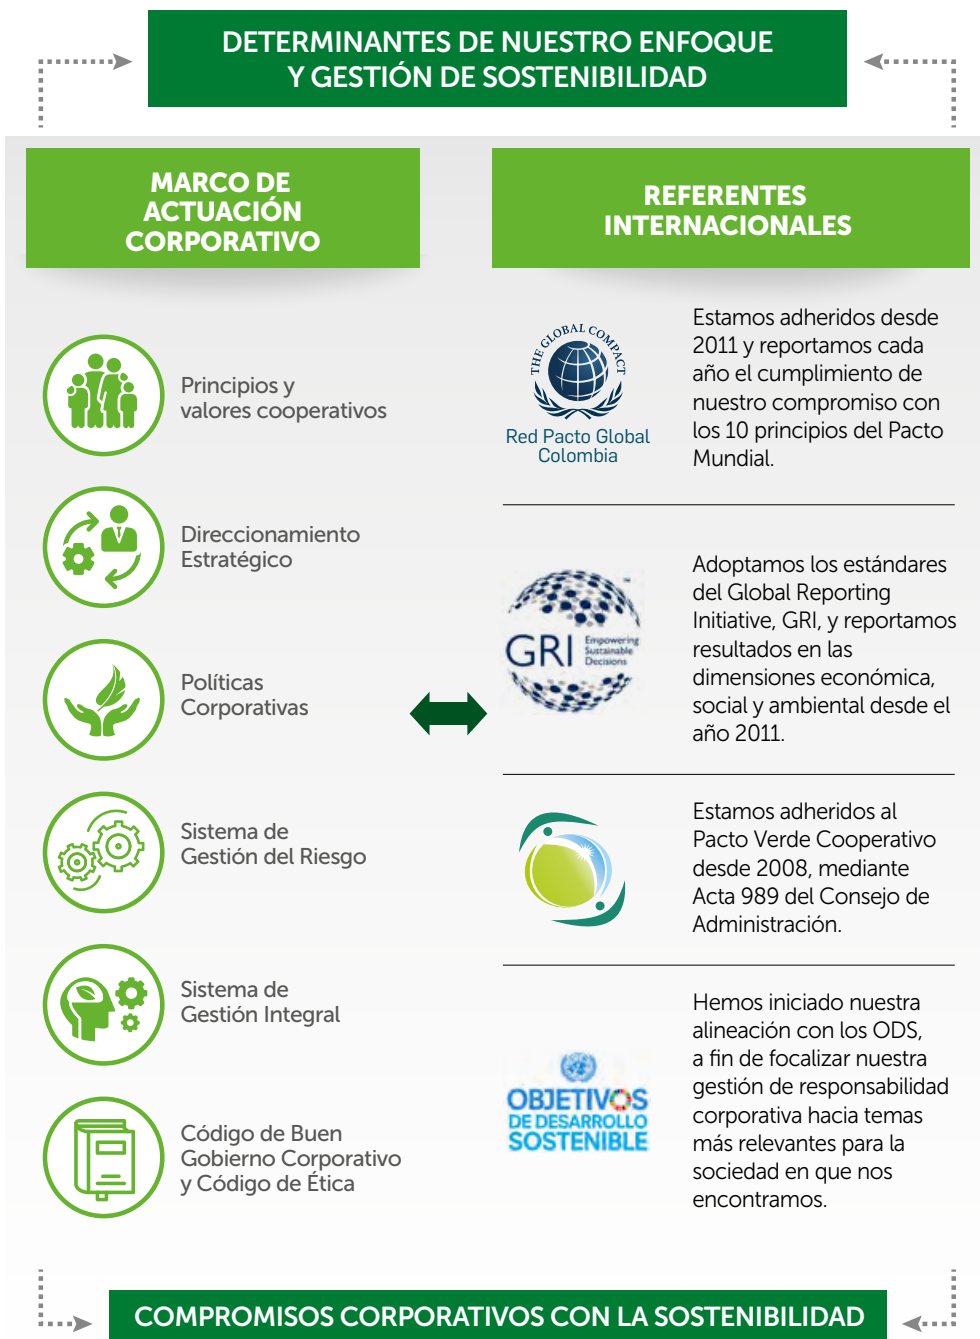 DETERMINANTES DE NUESTRO ENFOQUE
Y GESTIÓN DE SOSTENIBILIDAD
MARCO DE
ACTUACIÓN
CORPORATIVO
Principios y
valores cooperativos
Direccionamiento
Estratégico
Políticas
Corporativas
Sistema de
Gestión del Riesgo
Sistema de
Gestión Integral
Código de Buen
Gobierno Corporativo
y Código de Ética
REFERENTES
INTERNACIONALES
THE GLOBAL COMPACT
Red Pacto Global
Colombia
Estamos adheridos desde
2011 y reportamos cada
año el cumplimiento de
nuestro compromiso con
los 10 principios del Pacto
Mundial.
GRI
Empowering
Sustainable
Decisions
Adoptamos los estándares
del Global Reporting
Initiative, GRI, y reportamos
resultados en las
dimensiones económica,
social y ambiental desde el
año 2011.
Estamos adheridos al
Pacto Verde Cooperativo
desde 2008, mediante
Acta 989 del Consejo de
Administración.
OBJETIVOS
DE DESARROLLO
SOSTENIBLE
Hemos iniciado nuestra
alineación con los ODS,
a fin de focalizar nuestra
gestión de responsabilidad
corporativa hacia temas
más relevantes para la
sociedad en que nos
encontramos.
COMPROMISOS CORPORATIVOS CON LA SOSTENIBILIDAD